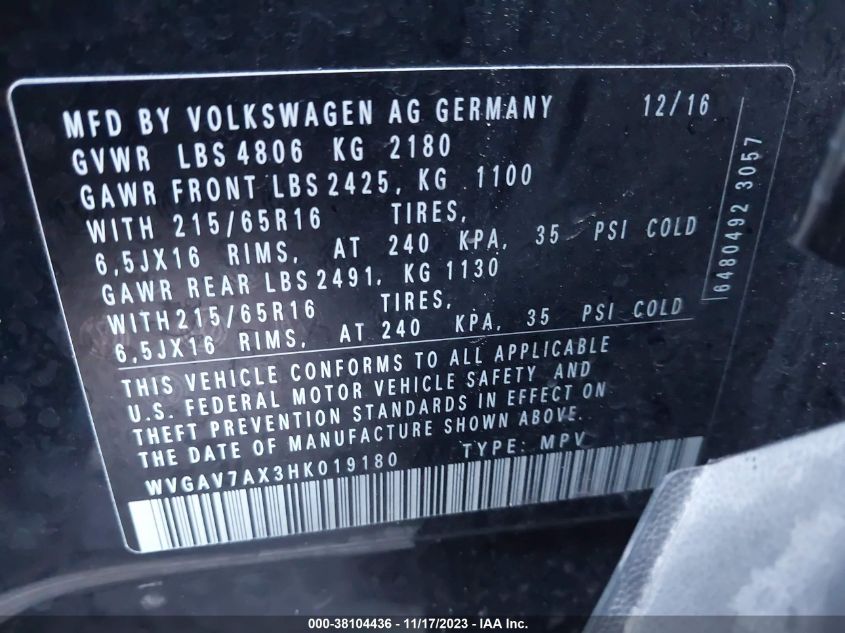 MFD BY VOLKSWAGEN AG GERMANY 12/16
GVWR LBS 4806 KG 2180
GAWR FRONT LBS 2425, KG 1100
WITH 215/65R16 TIRES,
6,5JX16 RIMS, AT 240 KPA, 35 PSI COLD
GAWR REAR LBS 2491, KG 1130
WITH 215/65R16 TIRES,
6,5JX16 RIMS, AT 240 KPA, 35 PSI COLD
THIS VEHICLE CONFORMS TO ALL APPLICABLE
U.S. FEDERAL MOTOR VEHICLE SAFETY AND
THEFT PREVENTION STANDARDS IN EFFECT ON
THE DATE OF MANUFACTURE SHOWN ABOVE.
WVGAV7AX3HK019180 TYPE: MPV
6480492 3057
000-38104436 - 11/17/2023 - IAA Inc.